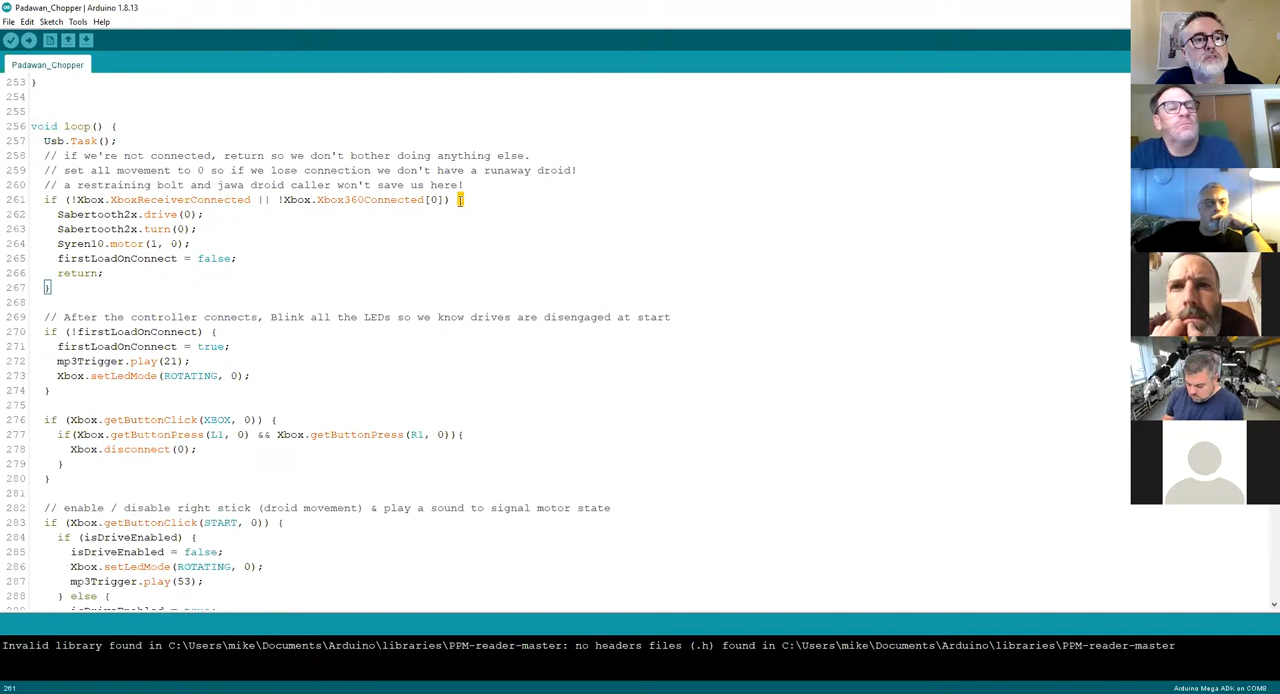 Padawan_Chopper | Arduino 1.8.13
File Edit Sketch Tools Help
Padawan_Chopper
253 }
254
255
256 void loop() {
257 Usb.Task();
258 // if we're not connected, return so we don't bother doing anything else.
259 // set all movement to 0 so if we lose connection we don't have a runaway droid!
260 // a restraining bolt and jawa droid caller won't save us here!
261 if (!Xbox.XboxReceiverConnected || !Xbox.Xbox360Connected[0]) {
262 Sabertooth2x.drive(0);
263 Sabertooth2x.turn(0);
264 Syren10.motor(1, 0);
265 firstLoadOnConnect = false;
266 return;
267 }
268
269 // After the controller connects, Blink all the LEDs so we know drives are disengaged at start
270 if (!firstLoadOnConnect) {
271 firstLoadOnConnect = true;
272 mp3Trigger.play(21);
273 Xbox.setLedMode(ROTATING, 0);
274 }
275
276 if (Xbox.getButtonClick(XBOX, 0)) {
277 if(Xbox.getButtonPress(L1, 0) && Xbox.getButtonPress(R1, 0)){
278 Xbox.disconnect(0);
279 }
280 }
281
282 // enable / disable right stick (droid movement) & play a sound to signal motor state
283 if (Xbox.getButtonClick(START, 0)) {
284 if (isDriveEnabled) {
285 isDriveEnabled = false;
286 Xbox.setLedMode(ROTATING, 0);
287 mp3Trigger.play(53);
288 } else {
Invalid library found in C:\Users\mike\Documents\Arduino\libraries\PPM-reader-master: no headers files (.h) found in C:\Users\mike\Documents\Arduino\libraries\PPM-reader-master
261 Arduino Mega ADK on COM8